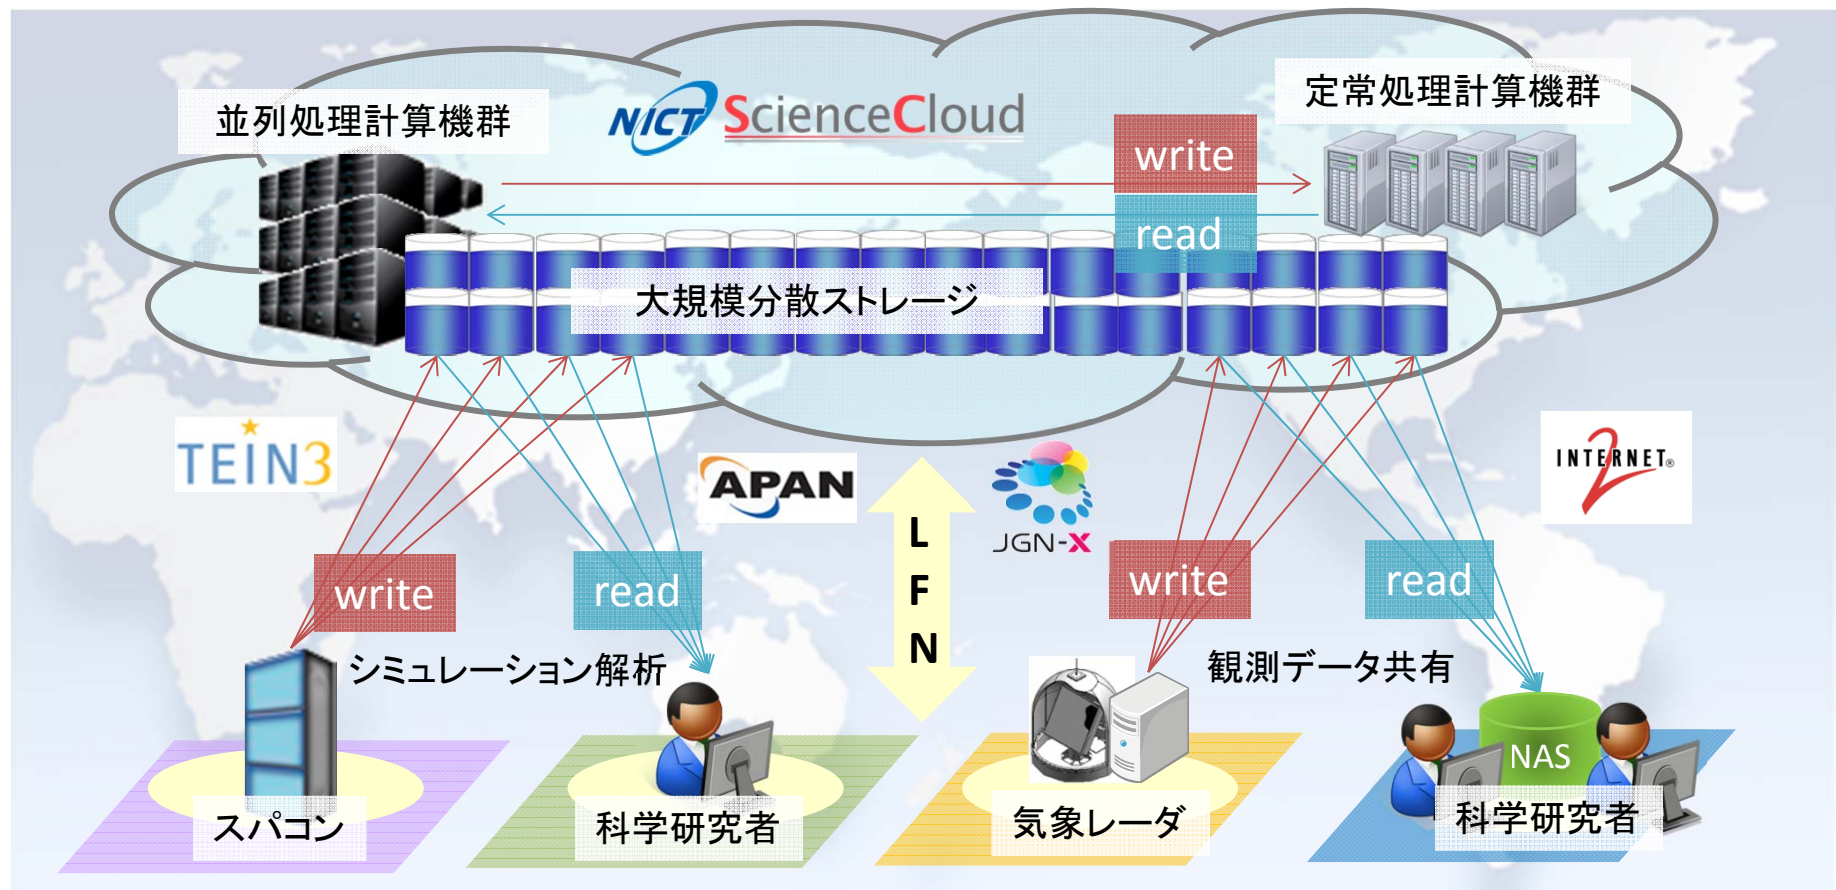 並列処理計算機群
NICT ScienceCloud
定常処理計算機群
write
read
大規模分散ストレージ
TEIN3
APAN
JGN-X
INTERNET®
2
L
F
N
write
read
write
read
シミュレーション解析
観測データ共有
NAS
スパコン
科学研究者
気象レーダ
科学研究者